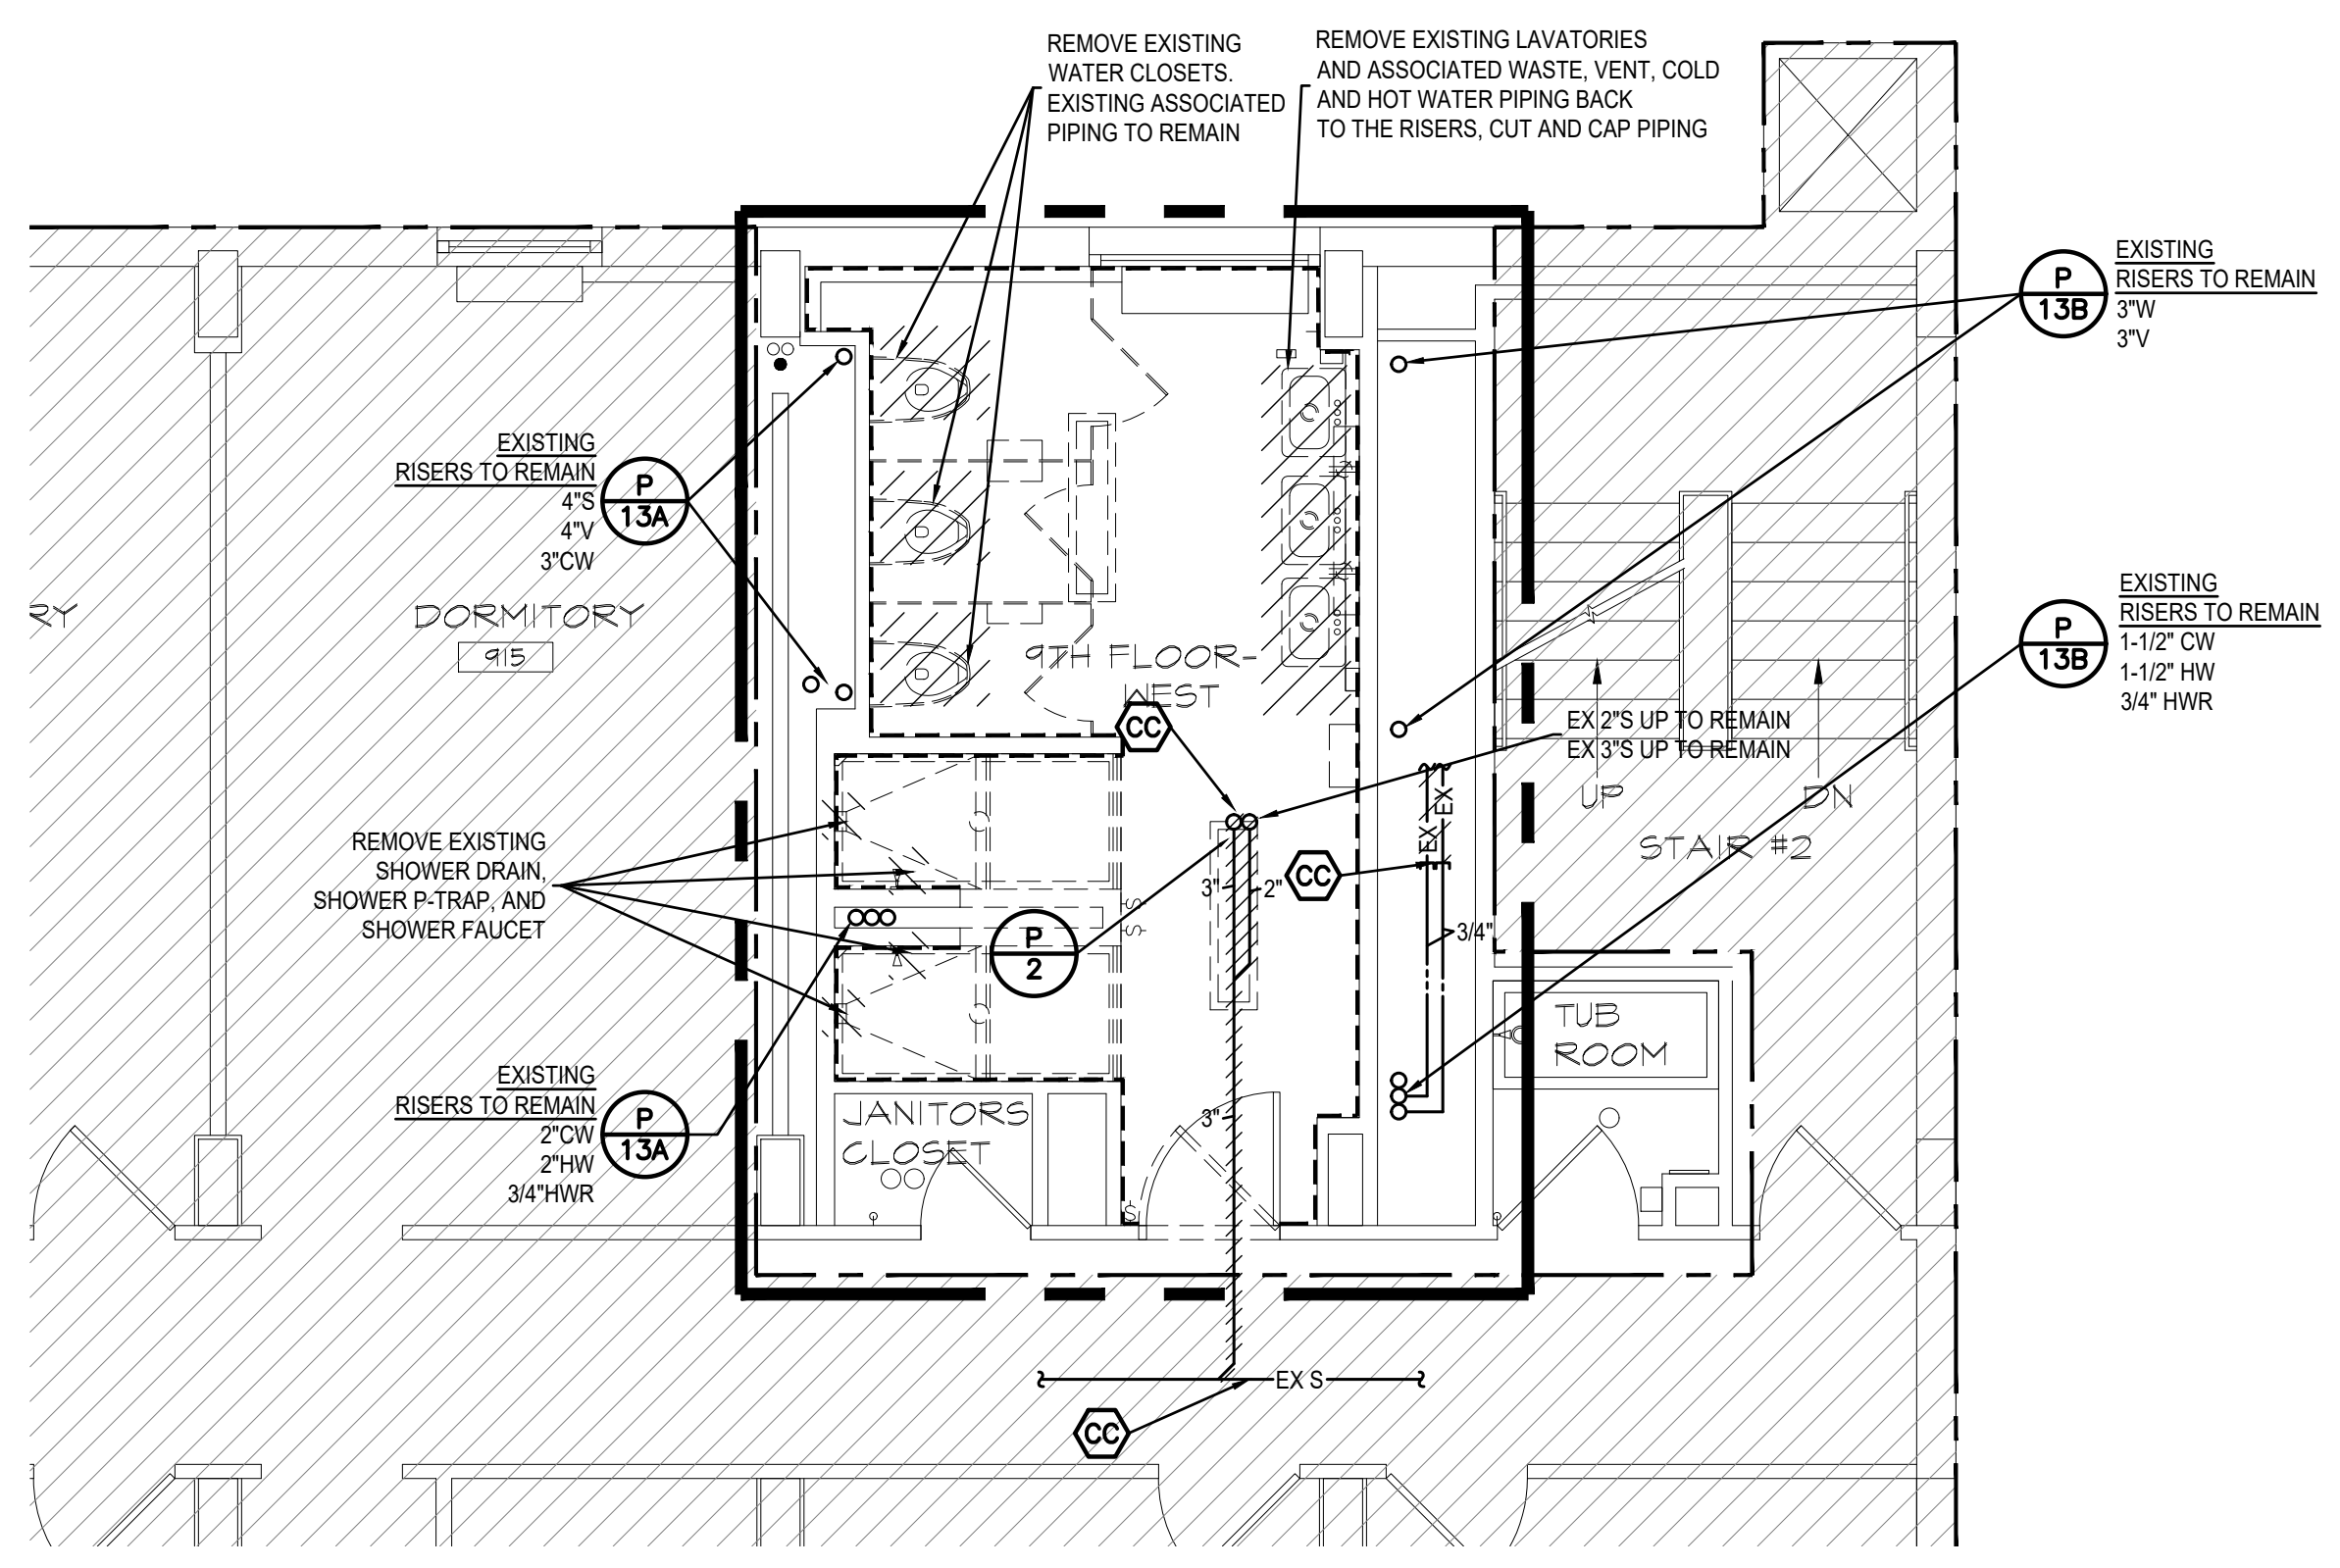 REMOVE EXISTING
WATER CLOSETS.
EXISTING ASSOCIATED
PIPING TO REMAIN
REMOVE EXISTING LAVATORIES
AND ASSOCIATED WASTE, VENT, COLD
AND HOT WATER PIPING BACK
TO THE RISERS, CUT AND CAP PIPING
P
13B
EXISTING
RISERS TO REMAIN
3"W
3"V
EXISTING
RISERS TO REMAIN
4"S
4"V
3"CW
P
13A
RY
DORMITORY
915
9TH FLOOR-
WEST
P
13B
EXISTING
RISERS TO REMAIN
1-1/2" CW
1-1/2" HW
3/4" HWR
CC
EX 2"S UP TO REMAIN
EX 3"S UP TO REMAIN
UP
DN
STAIR #2
REMOVE EXISTING
SHOWER DRAIN,
SHOWER P-TRAP, AND
SHOWER FAUCET
EX
EX
CC
3"
2"
3/4"
S
S
P
2
TUB
ROOM
EXISTING
RISERS TO REMAIN
2"CW
2"HW
3/4"HWR
P
13A
JANITORS
CLOSET
3"
S
EX S
CC